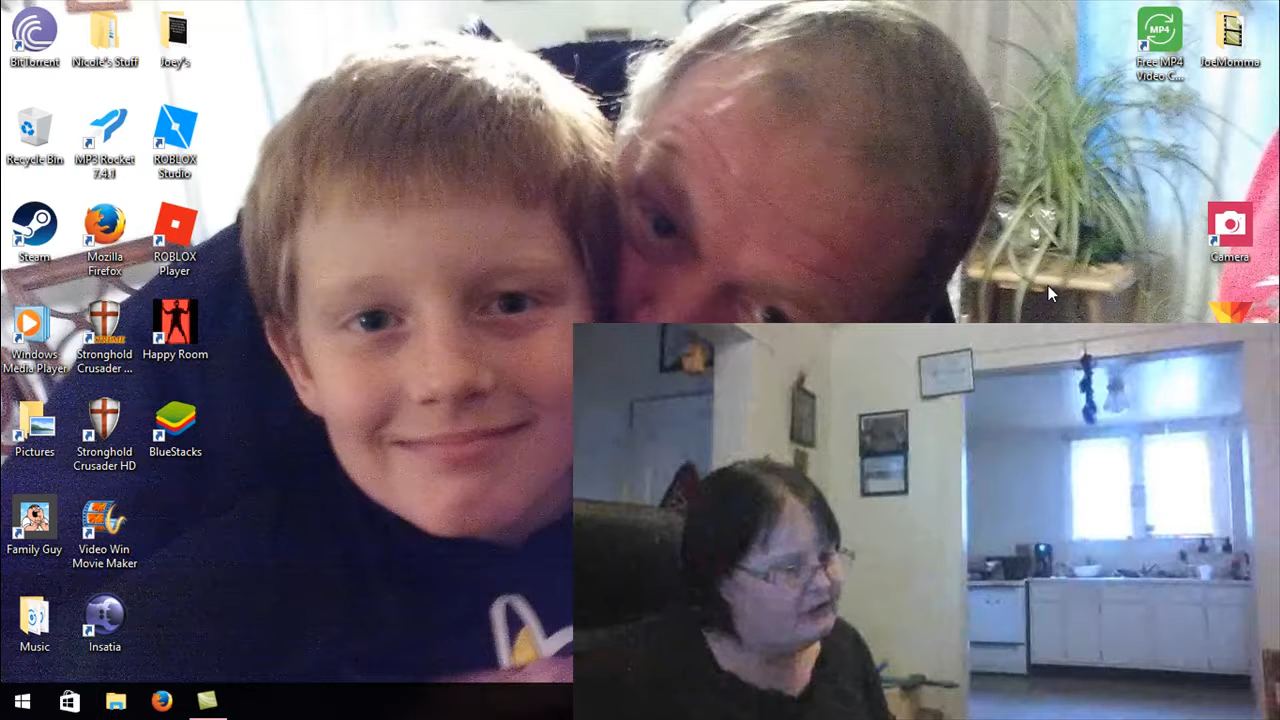 BitTorrent
Nicole's Stuff
Joey's
MP4
Free MP4
Video C...
JoeMomma
Recycle Bin
MP3 Rocket
7.4.1
ROBLOX
Studio
Steam
Mozilla
Firefox
ROBLOX
Player
Camera
Windows
Media Player
Stronghold
Crusader ...
Happy Room
Pictures
Stronghold
Crusader HD
BlueStacks
Family Guy
Video Win
Movie Maker
Music
Insatia